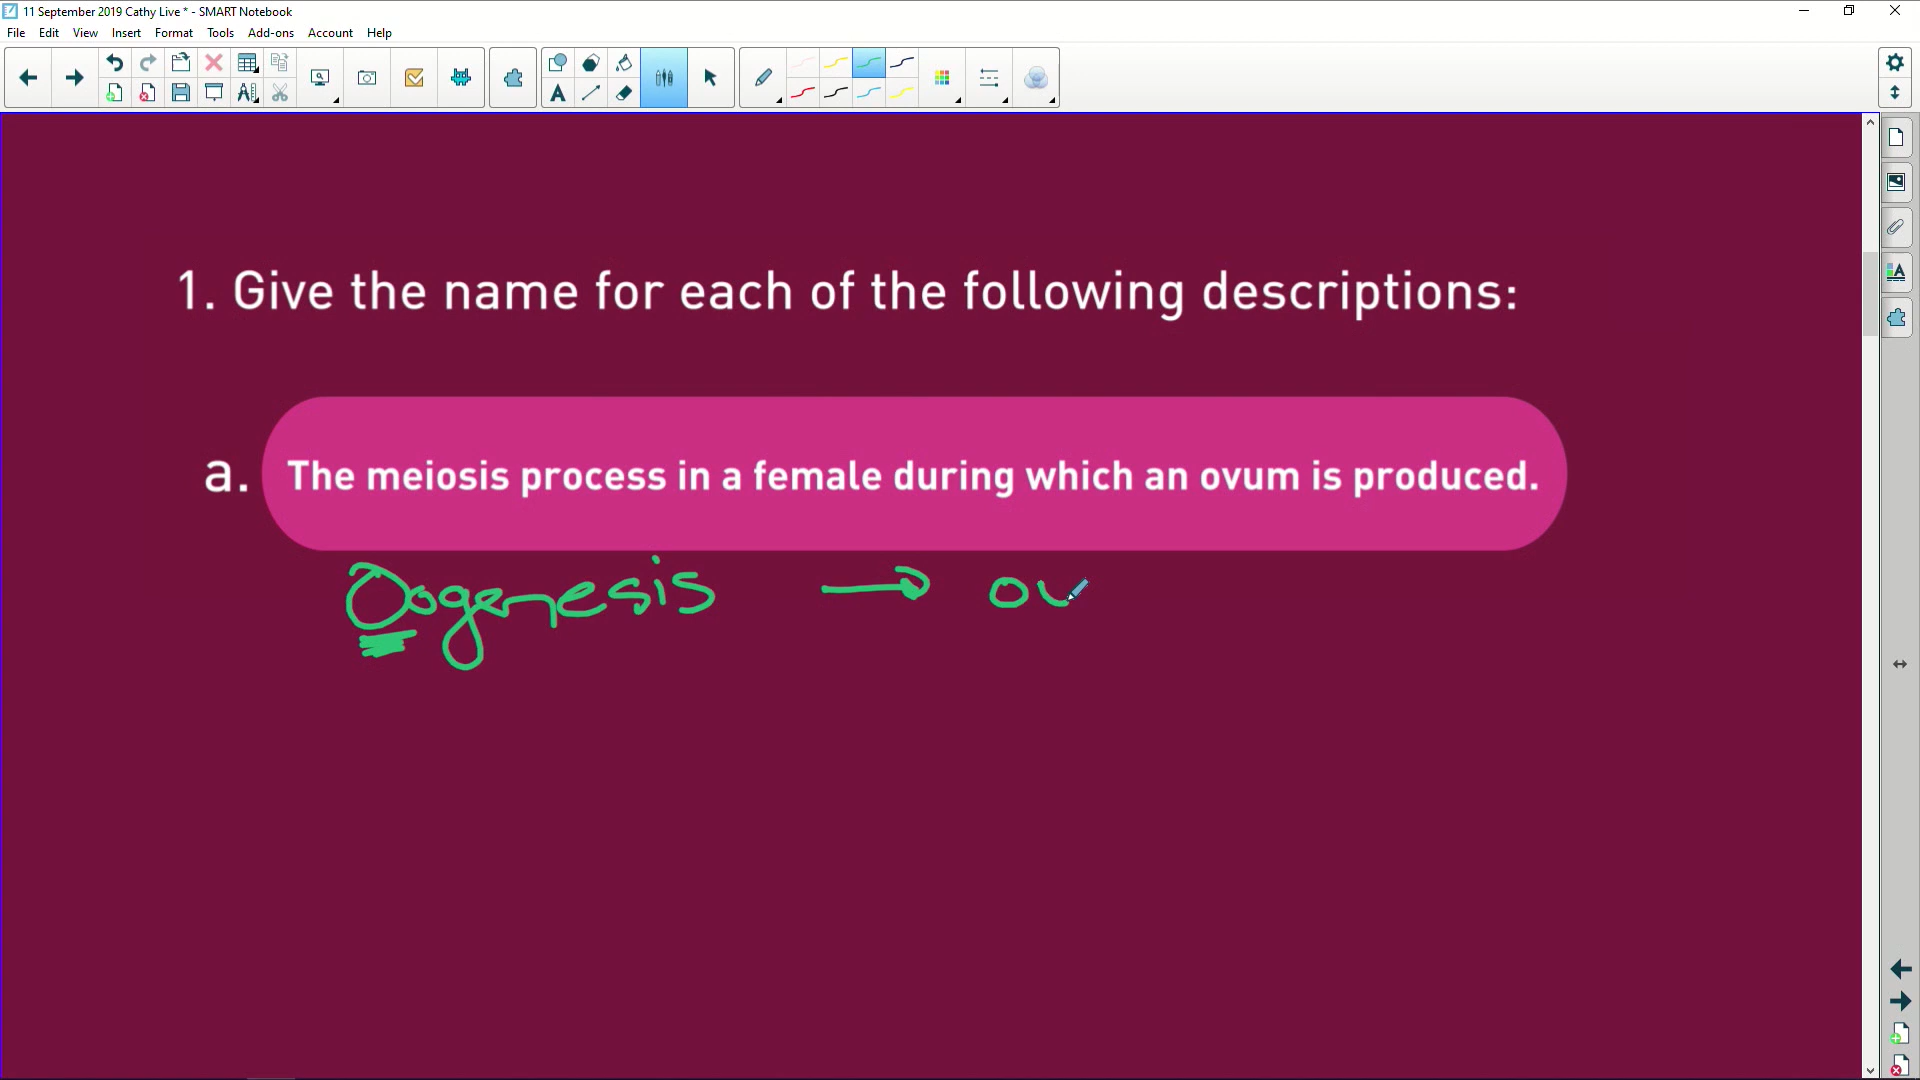 11 September 2019 Cathy Live * - SMART Notebook
File Edit View Insert Format Tools Add-ons Account Help
1. Give the name for each of the following descriptions:
a. The meiosis process in a female during which an ovum is produced.
Oogenesis → ov